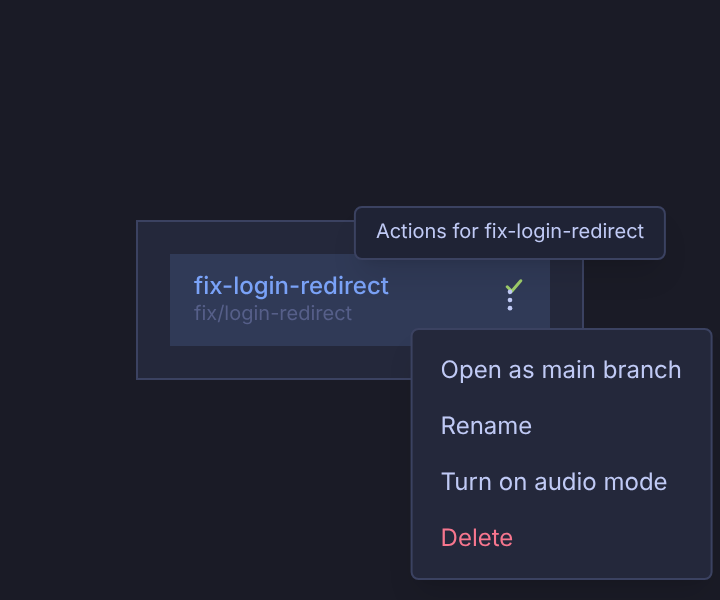 Actions for fix-login-redirect
fix-login-redirect
fix/login-redirect
Open as main branch
Rename
Turn on audio mode
Delete